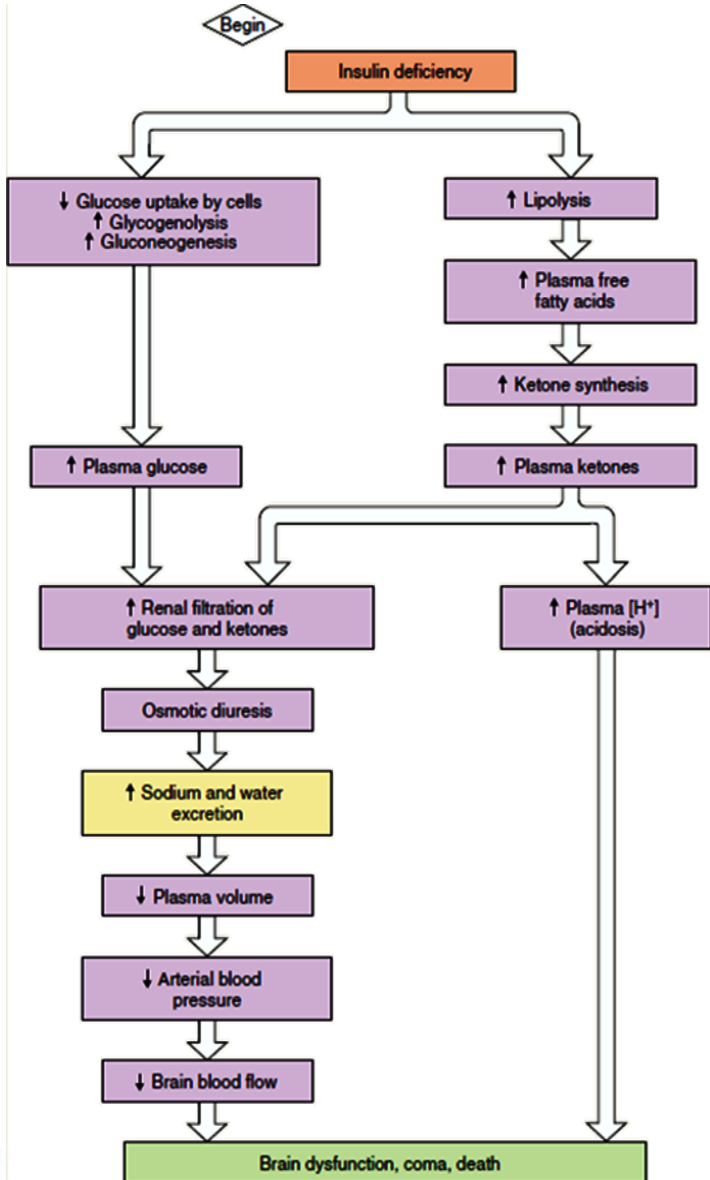 Begin
Insulin deficiency
↓ Glucose uptake by cells
↑ Glycogenolysis
↑ Gluconeogenesis
↑ Lipolysis
↑ Plasma free
fatty acids
↑ Ketone synthesis
↑ Plasma glucose
↑ Plasma ketones
↑ Renal filtration of
glucose and ketones
↑ Plasma [H⁺]
(acidosis)
Osmotic diuresis
↑ Sodium and water
excretion
↓ Plasma volume
↓ Arterial blood
pressure
↓ Brain blood flow
Brain dysfunction, coma, death